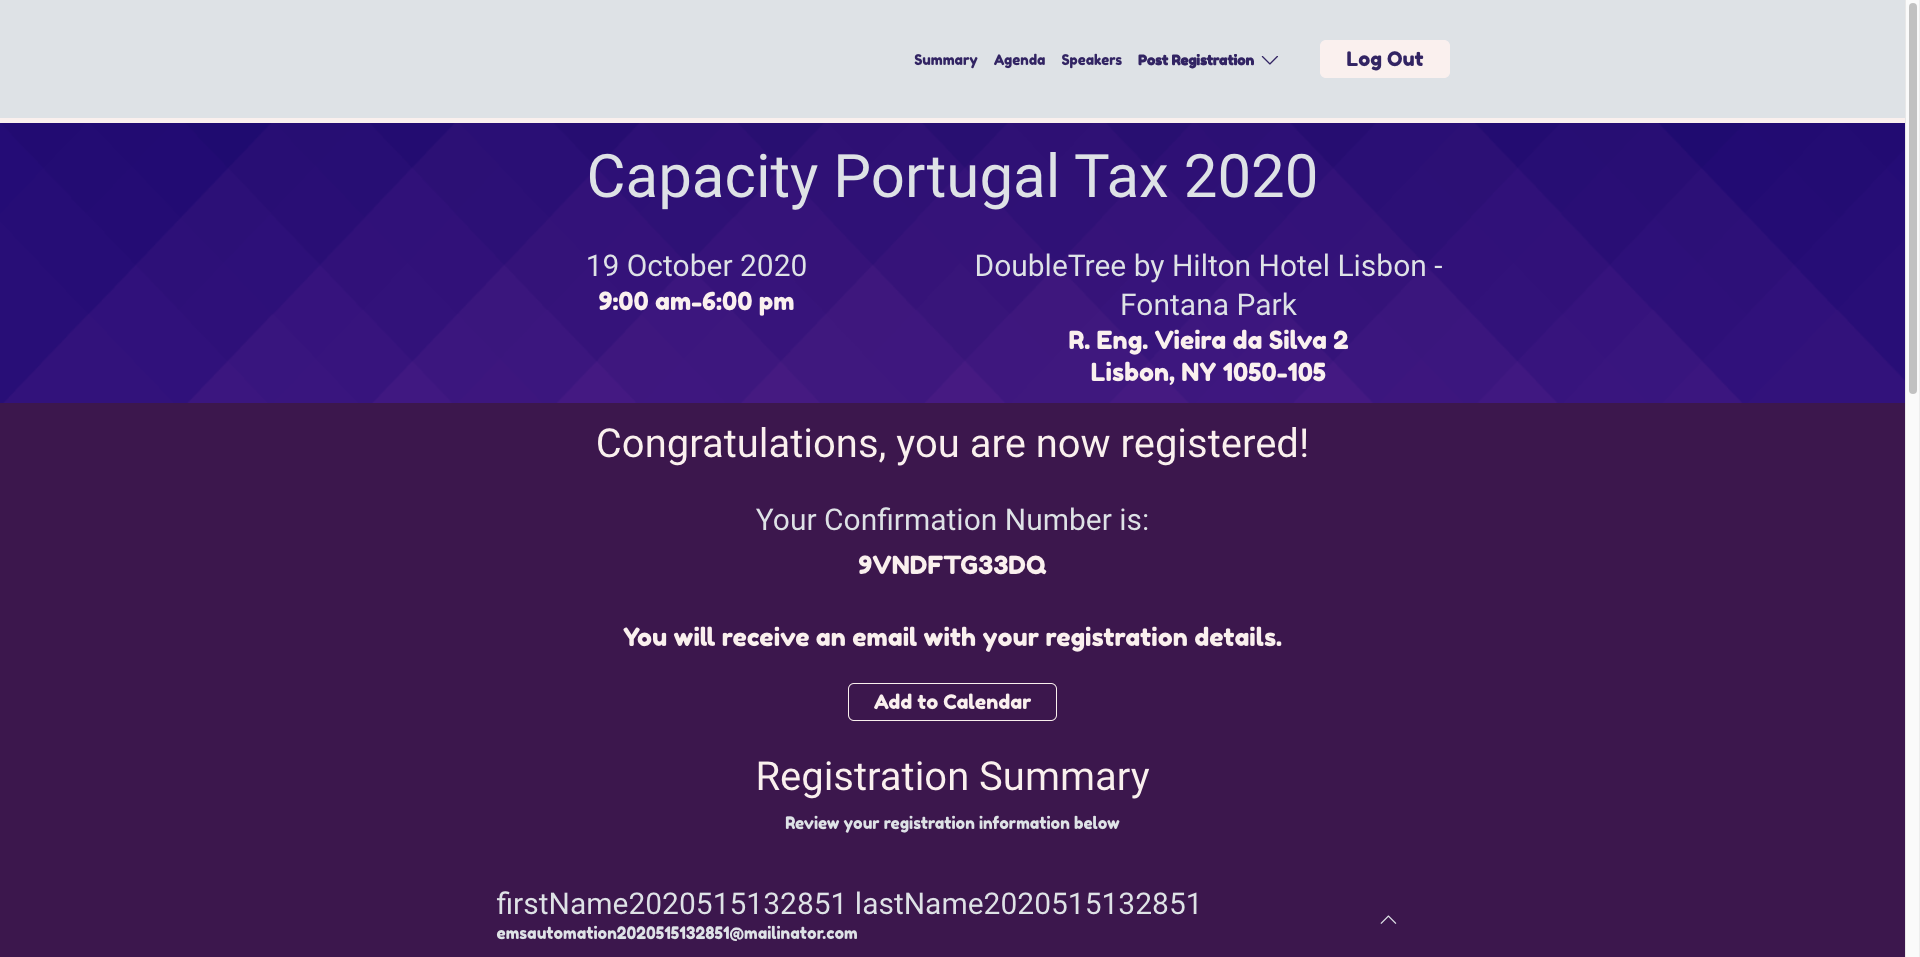 Summary Agenda Speakers Post Registration Log Out
Capacity Portugal Tax 2020
19 October 2020
9:00 am-6:00 pm
DoubleTree by Hilton Hotel Lisbon -
Fontana Park
R. Eng. Vieira da Silva 2
Lisbon, NY 1050-105
Congratulations, you are now registered!
Your Confirmation Number is:
9VNDFTG33DQ
You will receive an email with your registration details.
Add to Calendar
Registration Summary
Review your registration information below
firstName2020515132851 lastName2020515132851
emsautomation2020515132851@mailinator.com